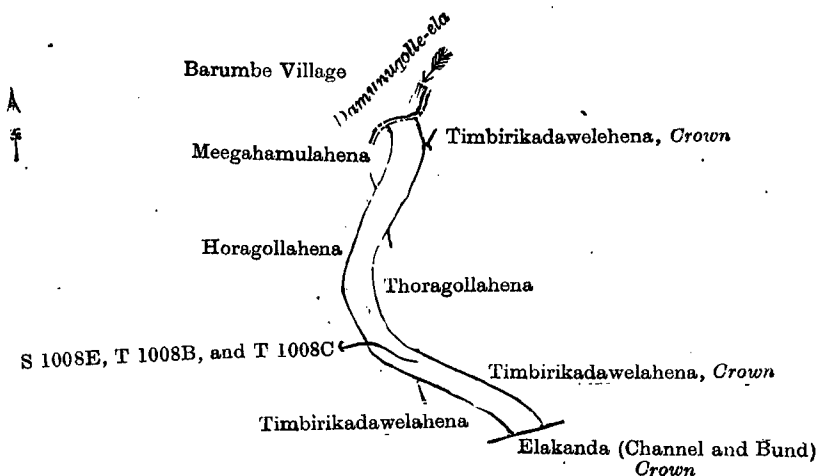 Damunugolle-ela
Barumbe Village
Timbirikadawelehena, Crown
Meegahamulahena
Horagollahena
Thoragollahena
S 1008E, T 1008B, and T 1008C
Timbirikadawelahena, Crown
Timbirikadawelahena
Elakanda (Channel and Bund)
Crown